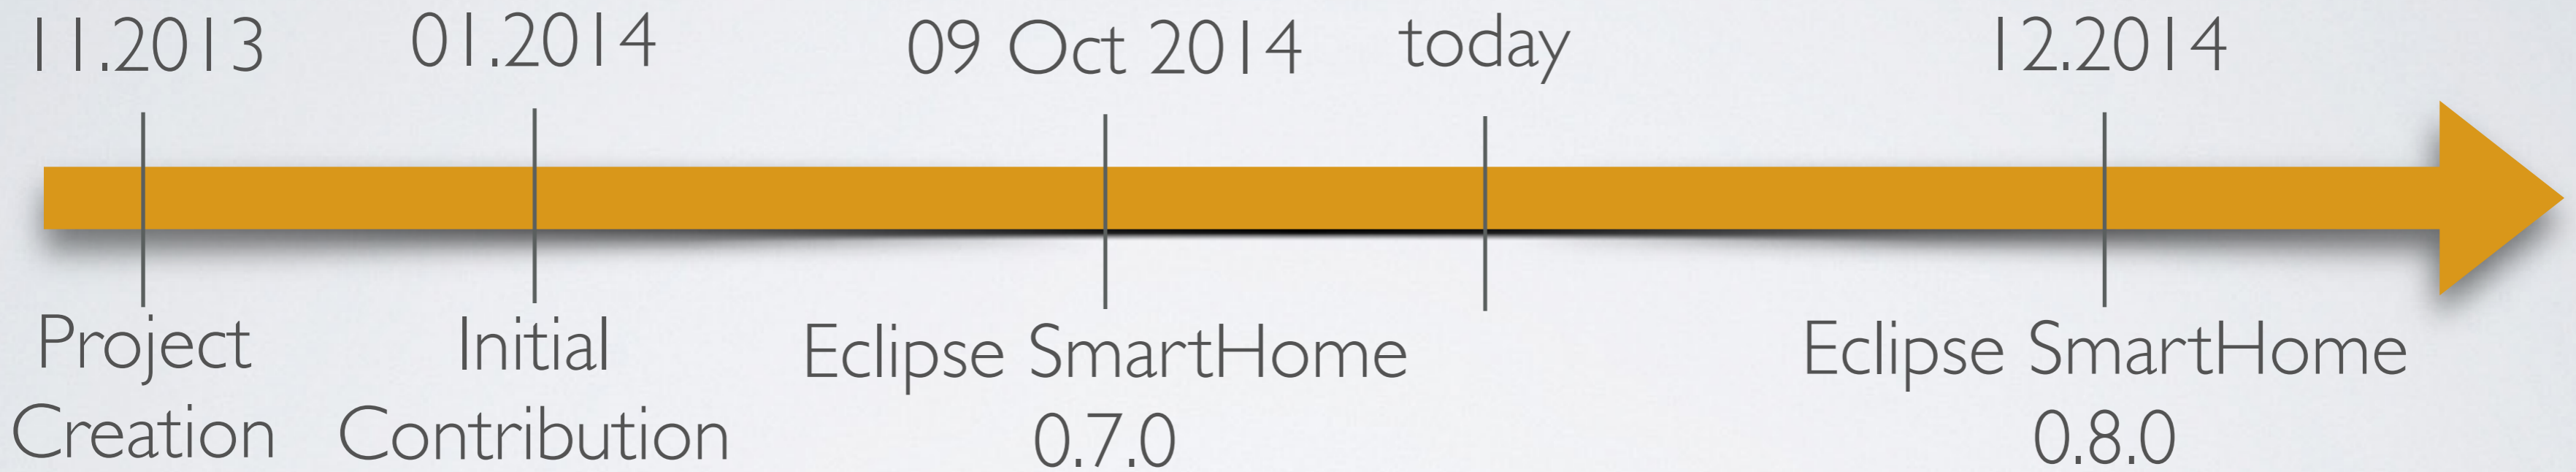 11.2013
01.2014
09 Oct 2014
today
12.2014
Project
Creation
Initial
Contribution
Eclipse SmartHome
0.7.0
Eclipse SmartHome
0.8.0